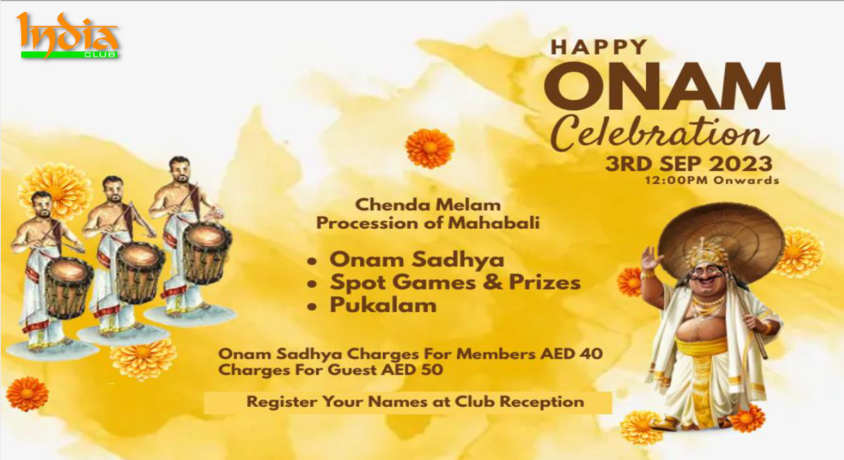 India
CLUB
HAPPY
ONAM
Celebration
3RD SEP 2023
12:00PM Onwards
Chenda Melam
Procession of Mahabali
• Onam Sadhya
• Spot Games & Prizes
• Pukalam
Onam Sadhya Charges For Members AED 40
Charges For Guest AED 50
Register Your Names at Club Reception